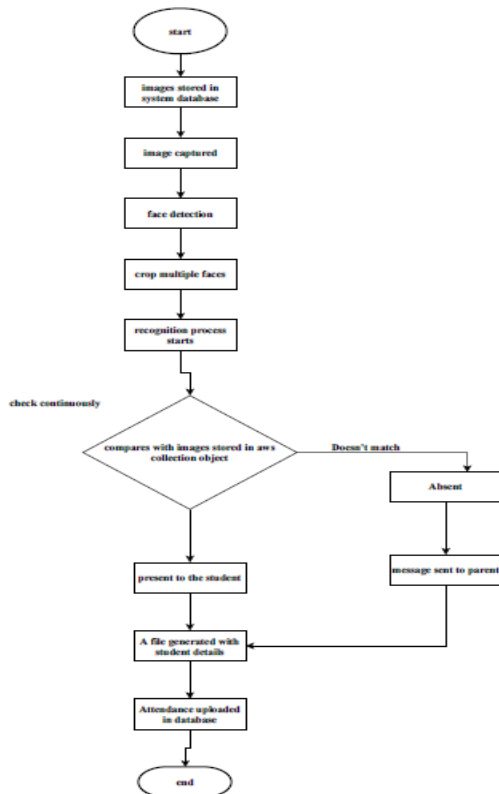 start
images stored in
system database
image captured
face detection
crop multiple faces
recognition process
starts
check continuously
compares with images stored in aws
collection object
Doesn't match
Absent
present to the student
message sent to parent
A file generated with
student details
Attendance uploaded
in database
end